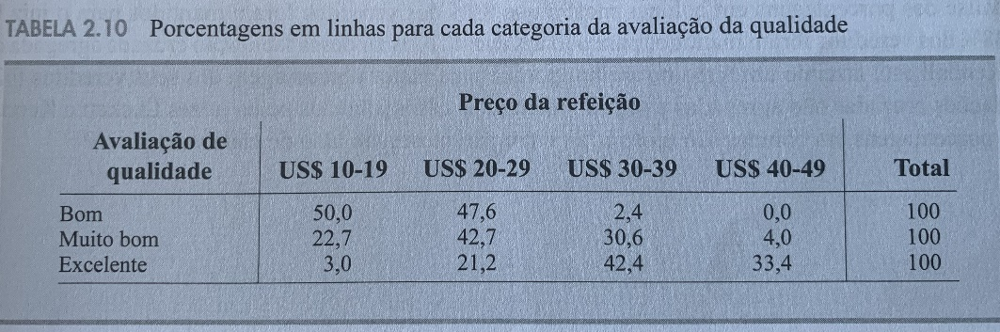 TABELA 2.10 Porcentagens em linhas para cada categoria da avaliação da qualidade
Preço da refeição
Avaliação de
qualidade US$ 10-19 US$ 20-29 US$ 30-39 US$ 40-49 Total
Bom 50,0 47,6 2,4 0,0 100
Muito bom 22,7 42,7 30,6 4,0 100
Excelente 3,0 21,2 42,4 33,4 100